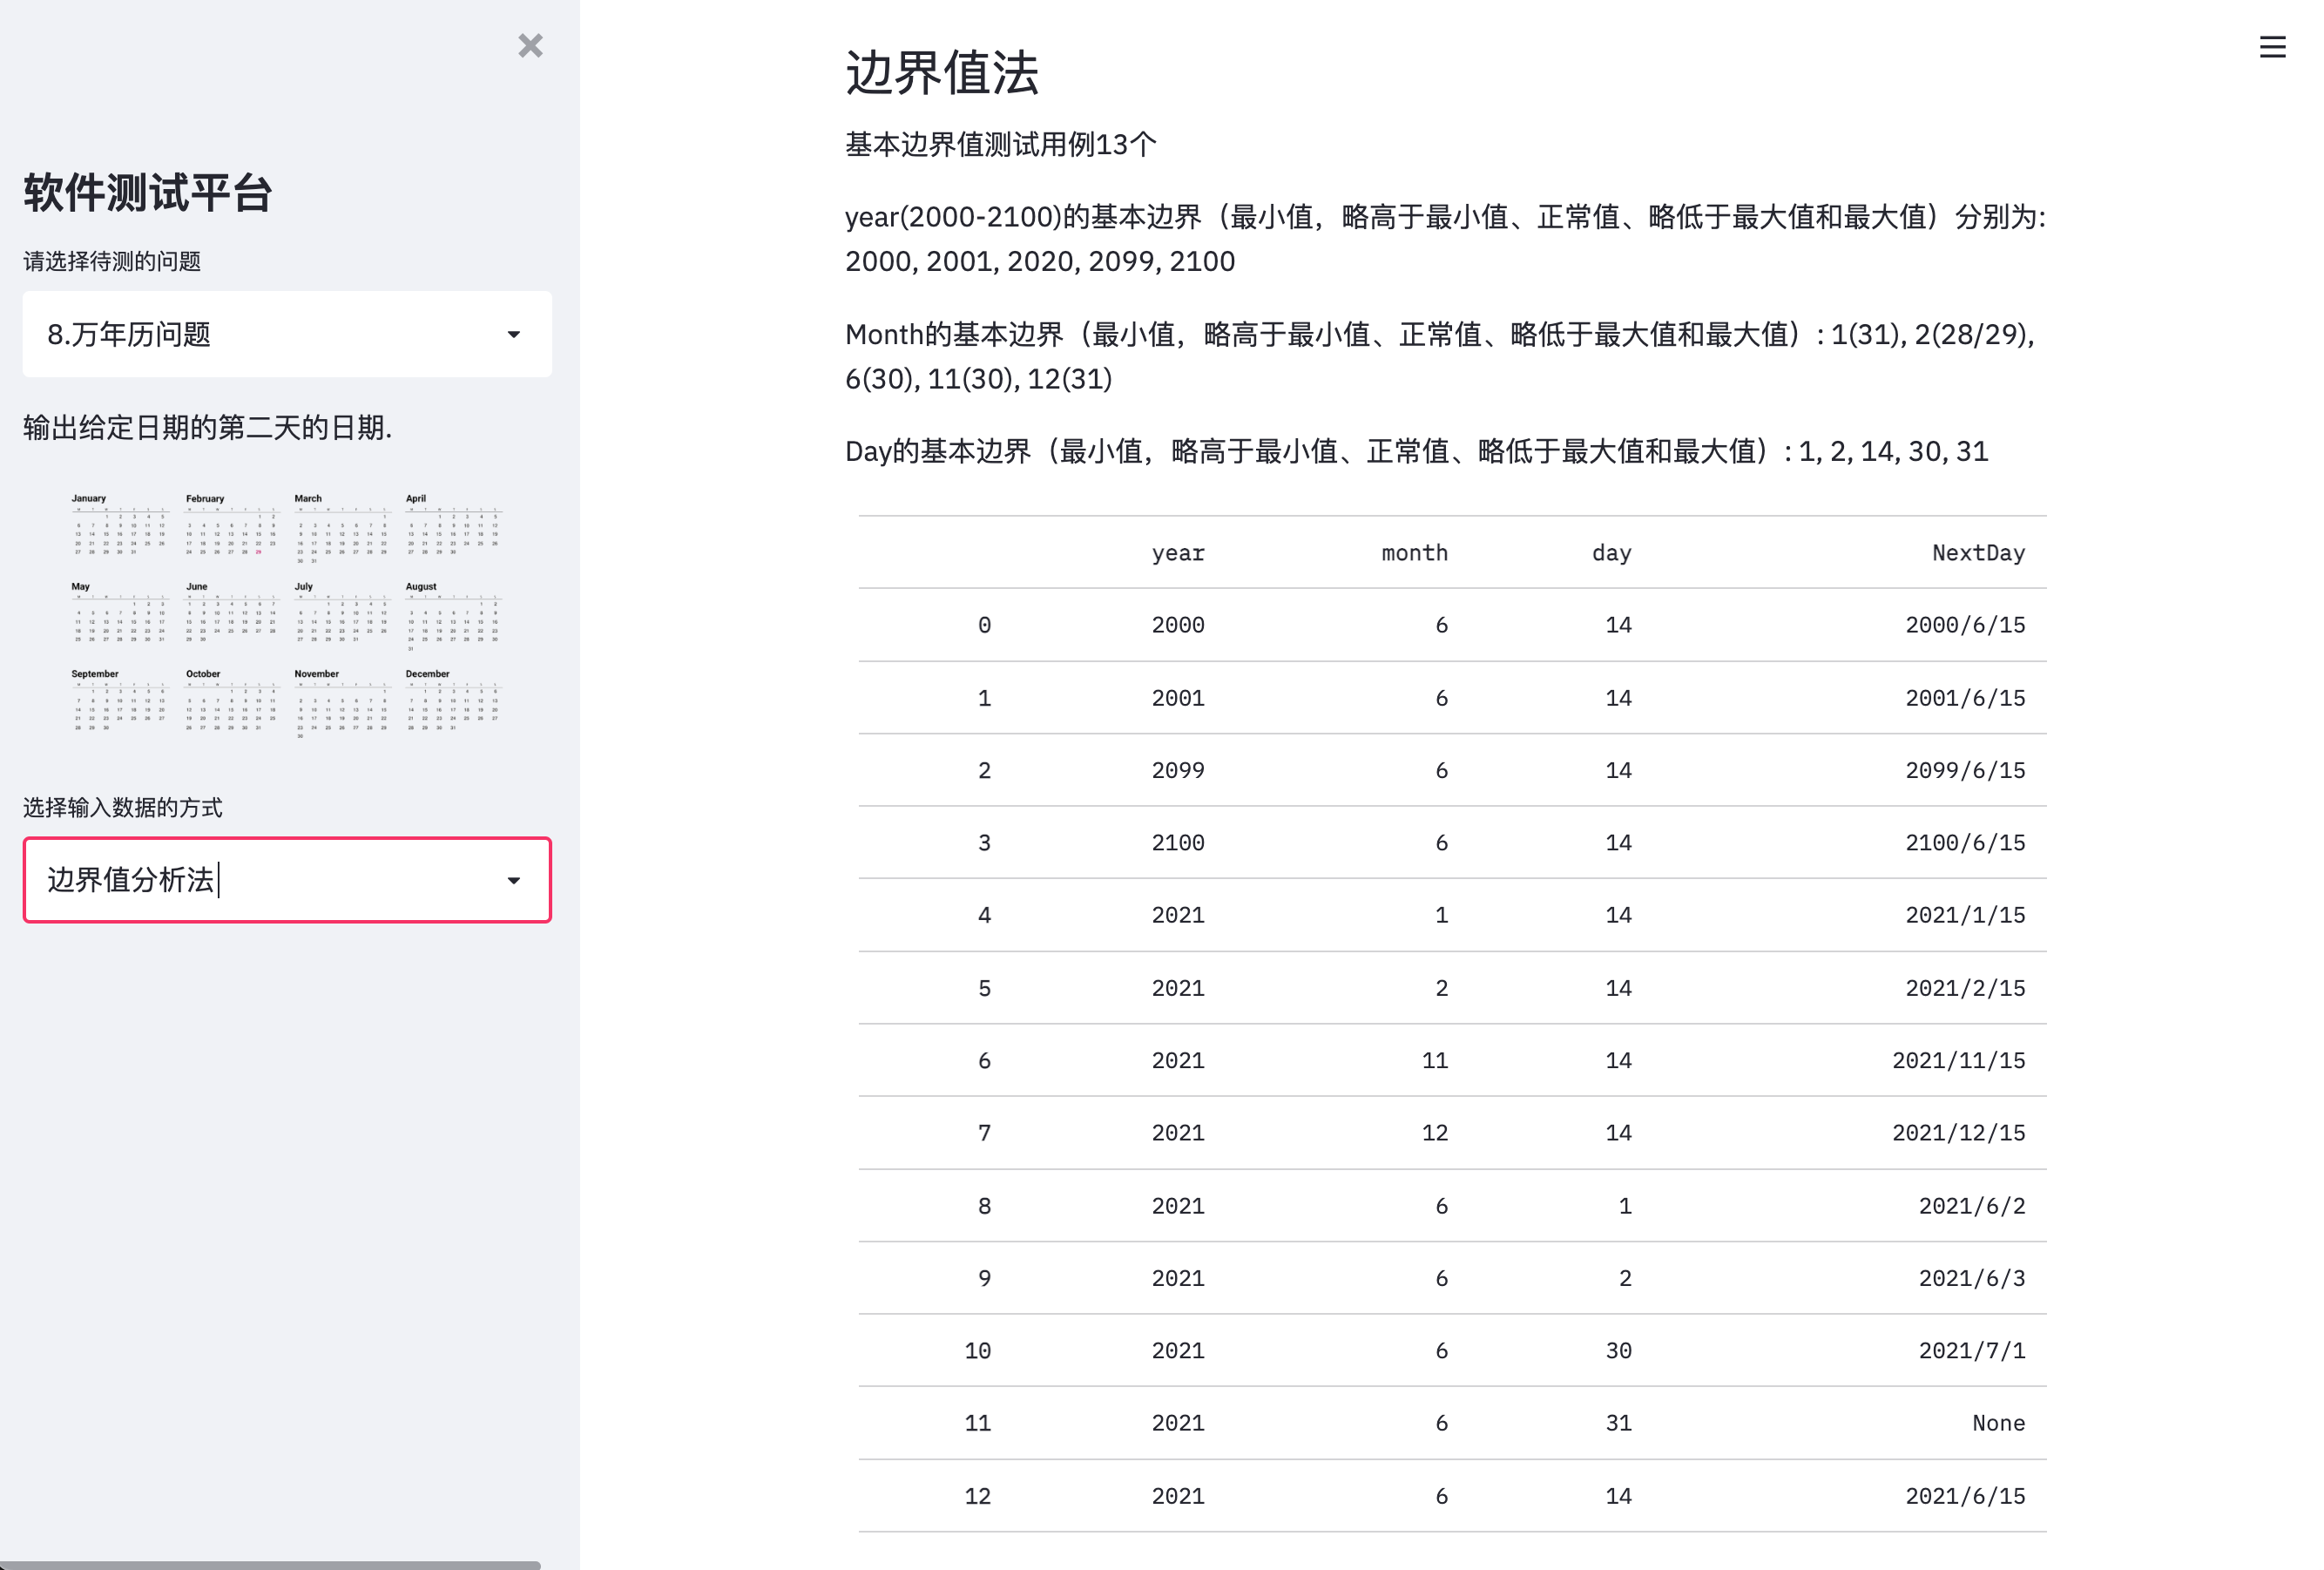 软件测试平台
请选择待测的问题
8.万年历问题
输出给定日期的第二天的日期.
January February March April
May June July August
September October November December
选择输入数据的方式
边界值分析法
边界值法
基本边界值测试用例13个
year(2000-2100)的基本边界（最小值，略高于最小值、正常值、略低于最大值和最大值）分别为:
2000, 2001, 2020, 2099, 2100
Month的基本边界（最小值，略高于最小值、正常值、略低于最大值和最大值）: 1(31), 2(28/29),
6(30), 11(30), 12(31)
Day的基本边界（最小值，略高于最小值、正常值、略低于最大值和最大值）: 1, 2, 14, 30, 31
year month day NextDay
0 2000 6 14 2000/6/15
1 2001 6 14 2001/6/15
2 2099 6 14 2099/6/15
3 2100 6 14 2100/6/15
4 2021 1 14 2021/1/15
5 2021 2 14 2021/2/15
6 2021 11 14 2021/11/15
7 2021 12 14 2021/12/15
8 2021 6 1 2021/6/2
9 2021 6 2 2021/6/3
10 2021 6 30 2021/7/1
11 2021 6 31 None
12 2021 6 14 2021/6/15